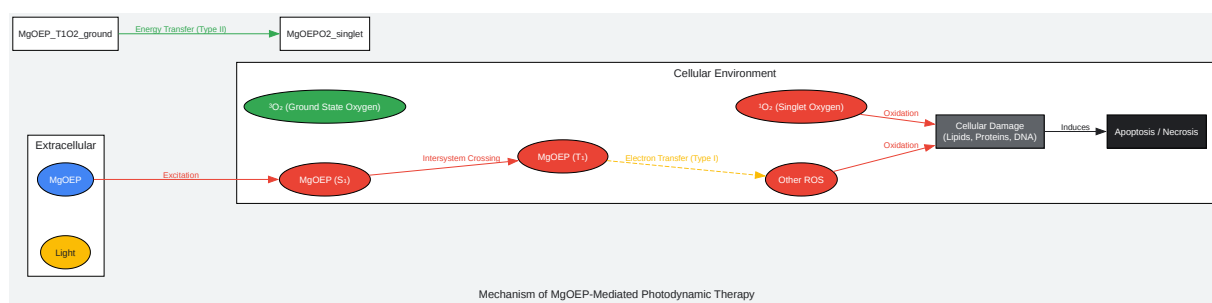 MgOEP_T1O2_ground
Energy Transfer (Type II)
MgOEPO2_singlet
Cellular Environment
³O₂ (Ground State Oxygen)
¹O₂ (Singlet Oxygen)
Oxidation
Cellular Damage
(Lipids, Proteins, DNA)
Induces
Apoptosis / Necrosis
Extracellular
MgOEP
Excitation
MgOEP (S₁)
Intersystem Crossing
MgOEP (T₁)
Electron Transfer (Type I)
Other ROS
Oxidation
Light
Mechanism of MgOEP-Mediated Photodynamic Therapy